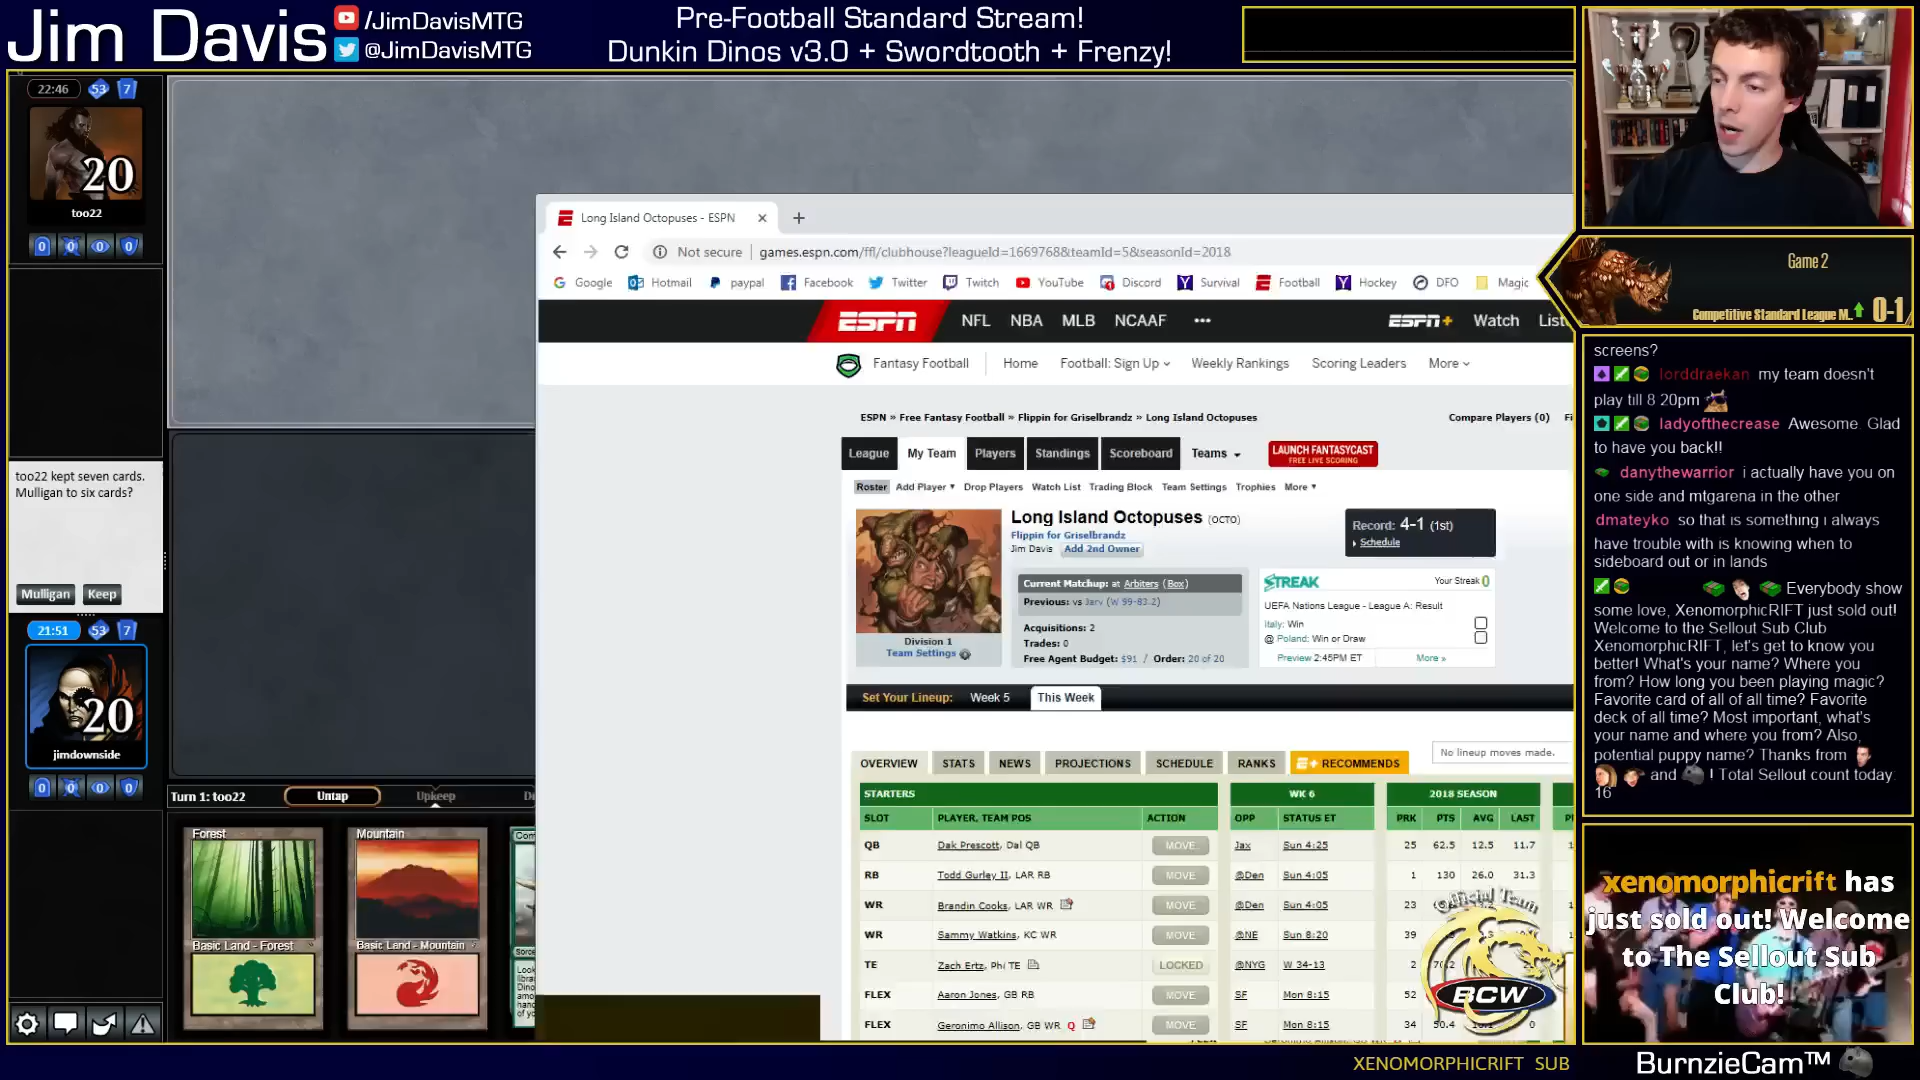 Jim Davis
/JimDavisMTG
@JimDavisMTG
Pre-Football Standard Stream!
Dunkin Dinos v3.0 + Swordtooth + Frenzy!
22:46 53 7
20
too22
0 0 0 0
too22 kept seven cards.
Mulligan to six cards?
Mulligan Keep
21:51 53 7
20
jimdownside
0 0 0 0
Turn 1: too22 Untap Upkeep
Forest
Basic Land - Forest
Mountain
Basic Land - Mountain
Long Island Octopuses - ESPN
Not secure games.espn.com/ffl/clubhouse?leagueId=1669768&teamId=5&seasonId=2018
Google Hotmail paypal Facebook Twitter Twitch YouTube Discord Survival Football Hockey DFO Magic
ESPN NFL NBA MLB NCAAF ••• ESPN+ Watch List
Fantasy Football Home Football: Sign Up Weekly Rankings Scoring Leaders More
ESPN » Free Fantasy Football » Flippin for Griselbrandz » Long Island Octopuses Compare Players (0) Fi
League My Team Players Standings Scoreboard Teams LAUNCH FANTASYCAST
FREE LIVE SCORING
Roster Add Player Drop Players Watch List Trading Block Team Settings Trophies More
Long Island Octopuses (OCTO)
Flippin for Griselbrandz
Jim Davis Add 2nd Owner
Record: 4-1 (1st)
Schedule
Current Matchup: at Arbiters (Box)
Previous: vs Jarv (W 99-83.2)
Acquisitions: 2
Trades: 0
Free Agent Budget: $91 / Order: 20 of 20
Division 1
Team Settings
STREAK Your Streak 0
UEFA Nations League - League A: Result
Italy: Win
@ Poland: Win or Draw
Preview 2:45PM ET More »
Set Your Lineup: Week 5 This Week
No lineup moves made.
OVERVIEW STATS NEWS PROJECTIONS SCHEDULE RANKS E+ RECOMMENDS
STARTERS WK 6 2018 SEASON
SLOT PLAYER, TEAM POS ACTION OPP STATUS ET PRK PTS AVG LAST
QB Dak Prescott, Dal QB MOVE Jax Sun 4:25 25 62.5 12.5 11.7
RB Todd Gurley II, LAR RB MOVE @Den Sun 4:05 1 130 26.0 31.3
WR Brandin Cooks, LAR WR MOVE @Den Sun 4:05 23
WR Sammy Watkins, KC WR MOVE @NE Sun 8:20 39
TE Zach Ertz, Phi TE LOCKED @NYG W 34-13 2
FLEX Aaron Jones, GB RB MOVE SF Mon 8:15 52
FLEX Geronimo Allison, GB WR Q MOVE SF Mon 8:15 34 50.4 0
Official Team
BCW
Game 2
Competitive Standard League M.. 0-1
screens?
lorddraekan my team doesn't
play till 8 20pm
ladyofthecrease Awesome Glad
to have you back!!
danythewarrior i actually have you on
one side and mtgarena in the other
dmateyko so that is something i always
have trouble with is knowing when to
sideboard out or in lands
Everybody show
some love, XenomorphicRIFT just sold out!
Welcome to the Sellout Sub Club
XenomorphicRIFT, let's get to know you
better! What's your name? Where you
from? How long you been playing magic?
Favorite card of all of all time? Favorite
deck of all time? Most important, what's
your name and where you from? Also,
potential puppy name? Thanks from
and ! Total Sellout count today:
16
xenomorphicrift has
just sold out! Welcome
to The Sellout Sub
Club!
XENOMORPHICRIFT SUB
BurnzieCam™